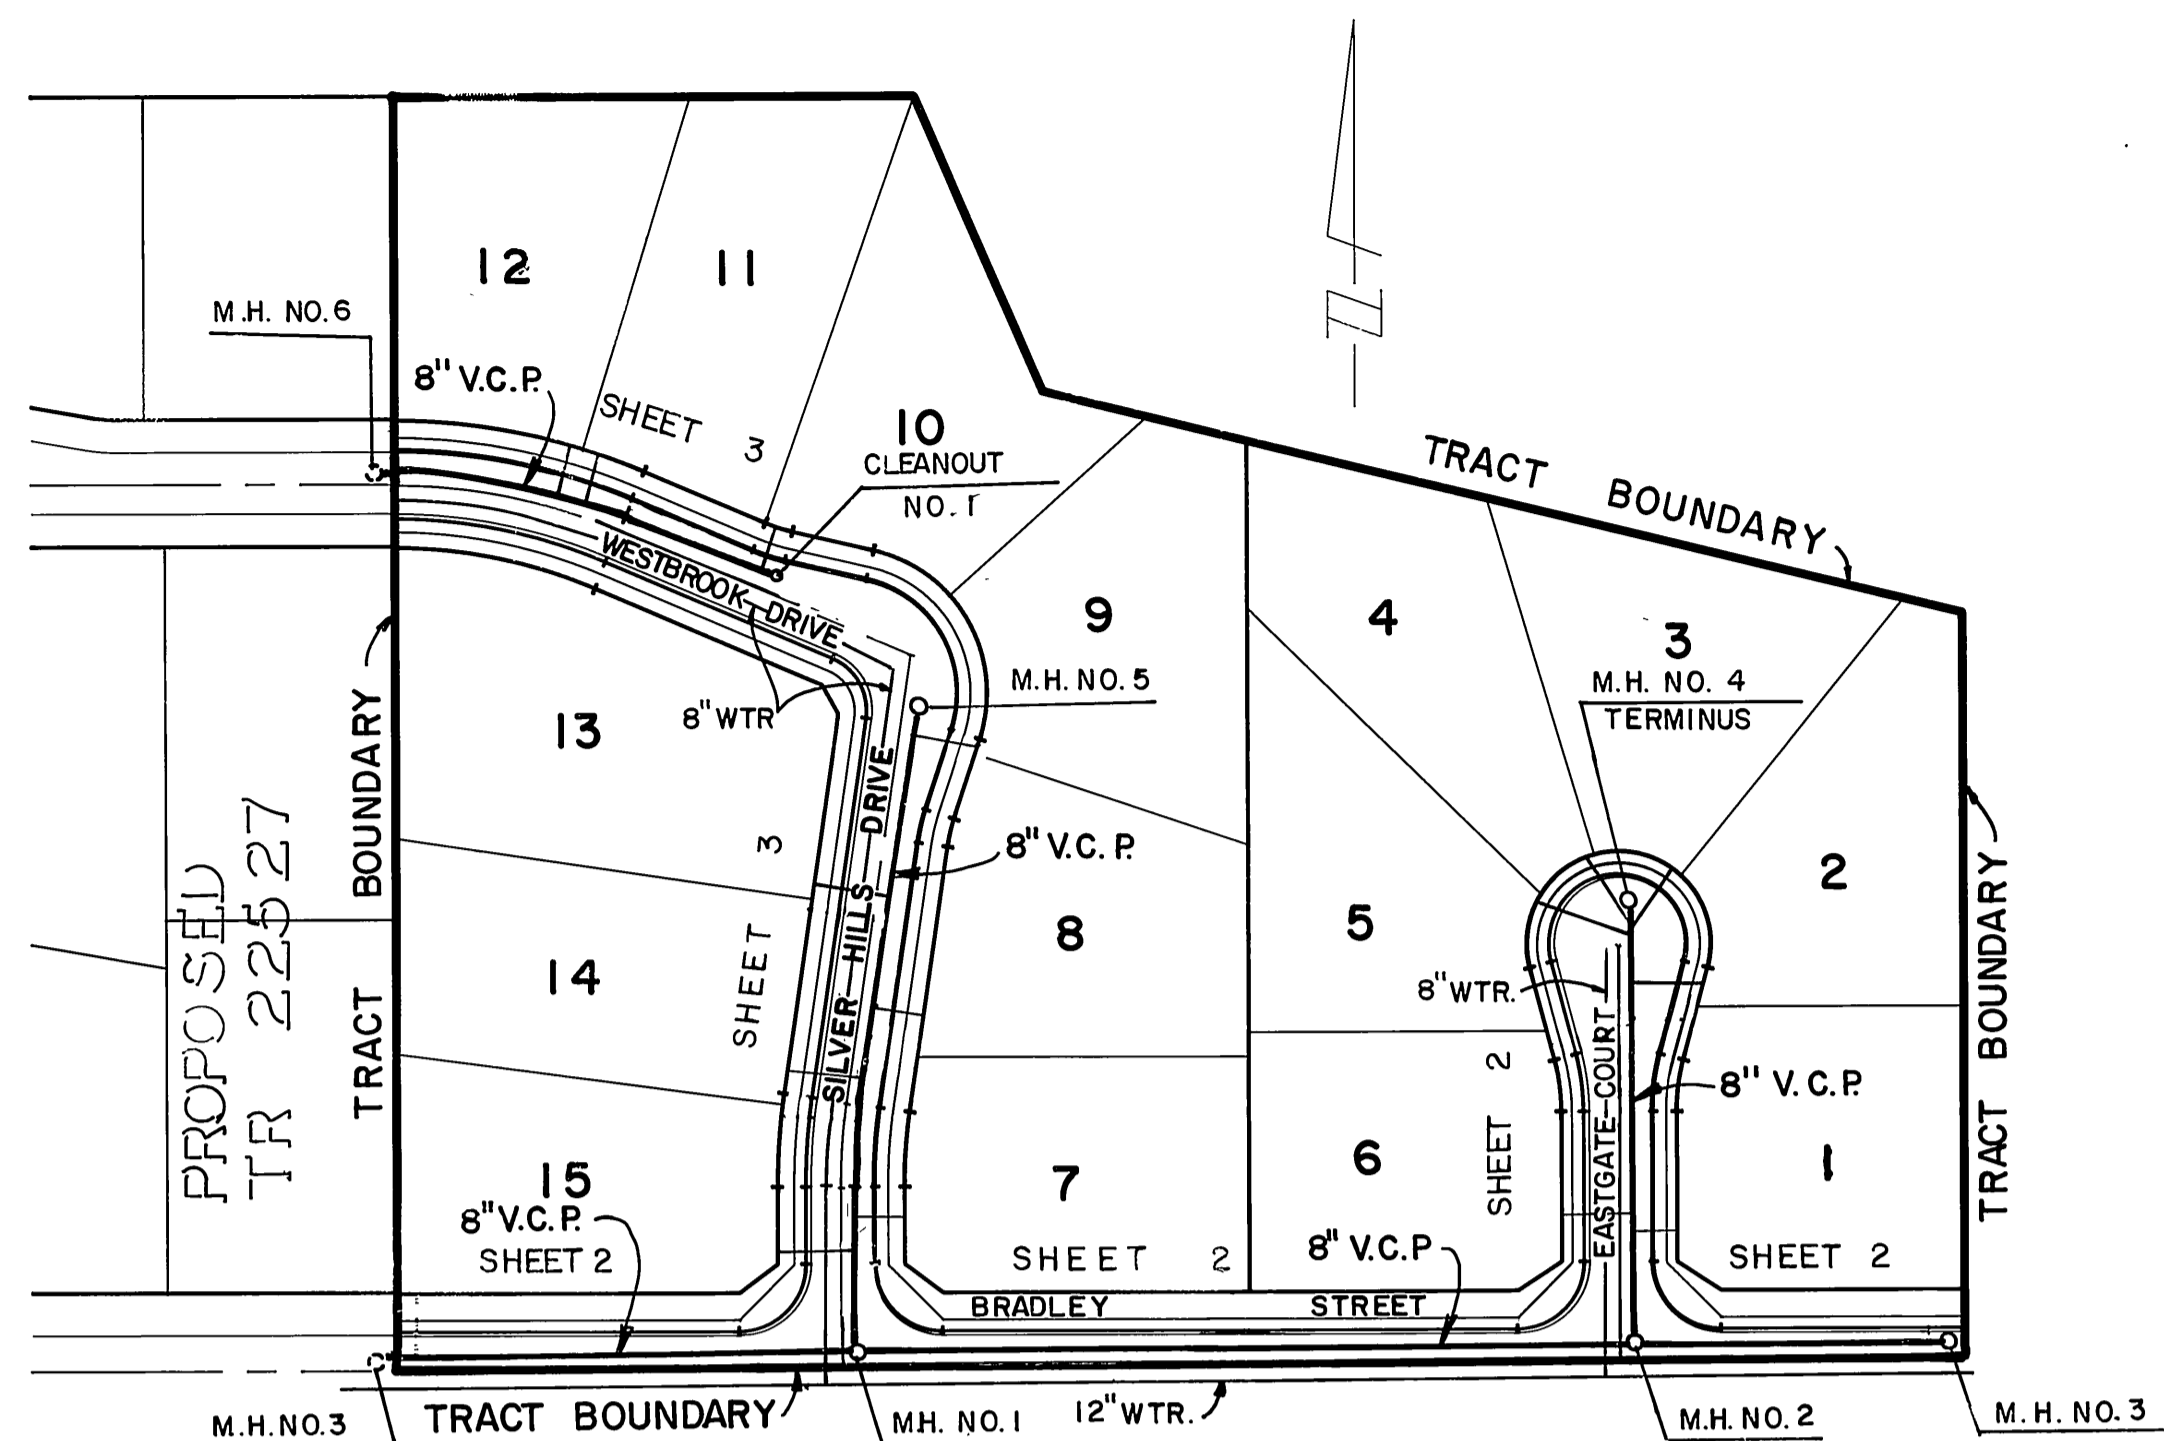 12
11
M.H. NO. 6
8" V.C.P.
SHEET 3
10
CLEANOUT
NO. 1
N
TRACT BOUNDARY
WESTBROOK DRIVE
9
4
3
M.H. NO. 5
M.H. NO. 4
TERMINUS
13
8" WTR
TRACT BOUNDARY
PROPOSED
TR 22527
SHEET 3
SILVER HILLS DRIVE
8" V.C.P.
2
8
5
14
8" WTR.
EASTGATE COURT
SHEET 2
8" V.C.P.
TRACT BOUNDARY
15
7
6
1
8" V.C.P.
SHEET 2
SHEET 2
8" V.C.P
SHEET 2
BRADLEY STREET
M.H. NO. 3
TRACT BOUNDARY
M.H. NO. 1
12" WTR.
M.H. NO. 2
M.H. NO. 3